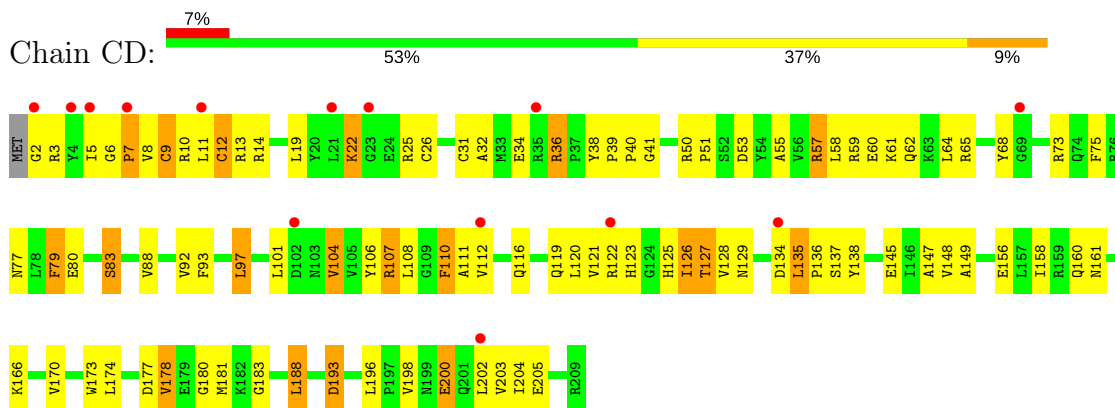 7%
Chain CD:
53% 37% 9%
MET G2 R3 Y4 I5 G6 P7 V8 C9 R10 L11 C12 R13 R14 L19 Y20 L21 K22 G23 E24 R25 C26 C31 A32 M33 E34 R35 R36 P37 Y38 P39 P40 G41 R50 P51 S52 D53 Y54 A55 V56 R57 L58 R59 E60 K61 Q62 K63 L64 R65 Y68 G69 R73 Q74 F75 R76
N77 L78 F79 E80 S83 V88 V92 F93 L97 L101 D102 N103 V104 V105 Y106 R107 L108 G109 F110 A111 V112 Q116 Q119 L120 V121 R122 H123 G124 H125 I126 T127 V128 N129 D134 L135 P136 S137 Y138 E145 I146 A147 V148 A149 E156 L157 I158 R159 Q160 N161
K166 V170 W173 L174 D177 V178 E179 G180 M181 K182 G183 L188 D193 L196 P197 V198 N199 E200 Q201 L202 V203 I204 E205 R209